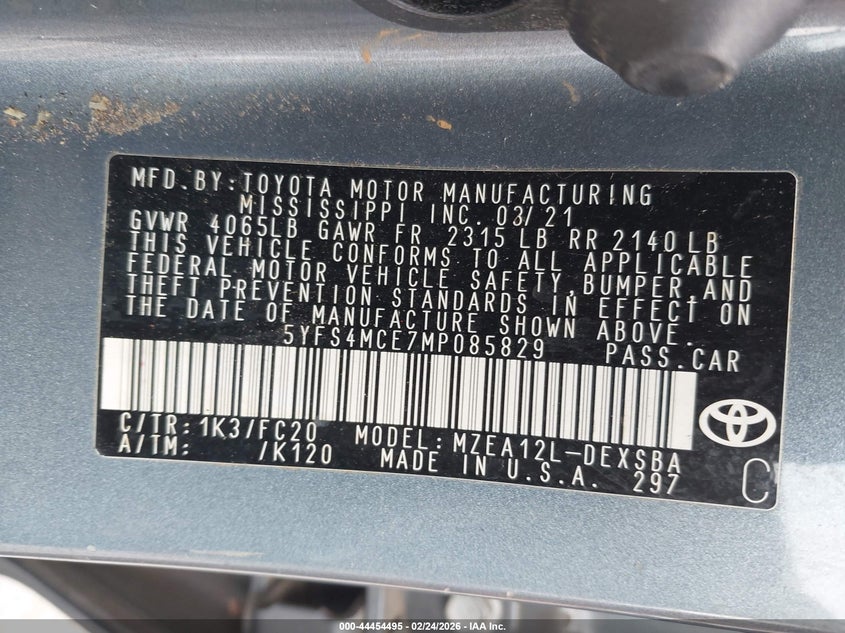 MFD.BY:TOYOTA MOTOR MANUFACTURING
MISSISSIPPI INC. 03/21
GVWR 4065LB GAWR FR 2315 LB RR 2140 LB
THIS VEHICLE CONFORMS TO ALL APPLICABLE
FEDERAL MOTOR VEHICLE SAFETY,BUMPER,AND
THEFT PREVENTION STANDARDS IN EFFECT ON
THE DATE OF MANUFACTURE SHOWN ABOVE.
5YFS4MCE7MP085829 PASS.CAR
C/TR:1K3/FC20 MODEL:MZEA12L-DEXSBA
A/TM: /K120 MADE IN U.S.A. 297
C
000-44454495 - 02/24/2026 - IAA Inc.